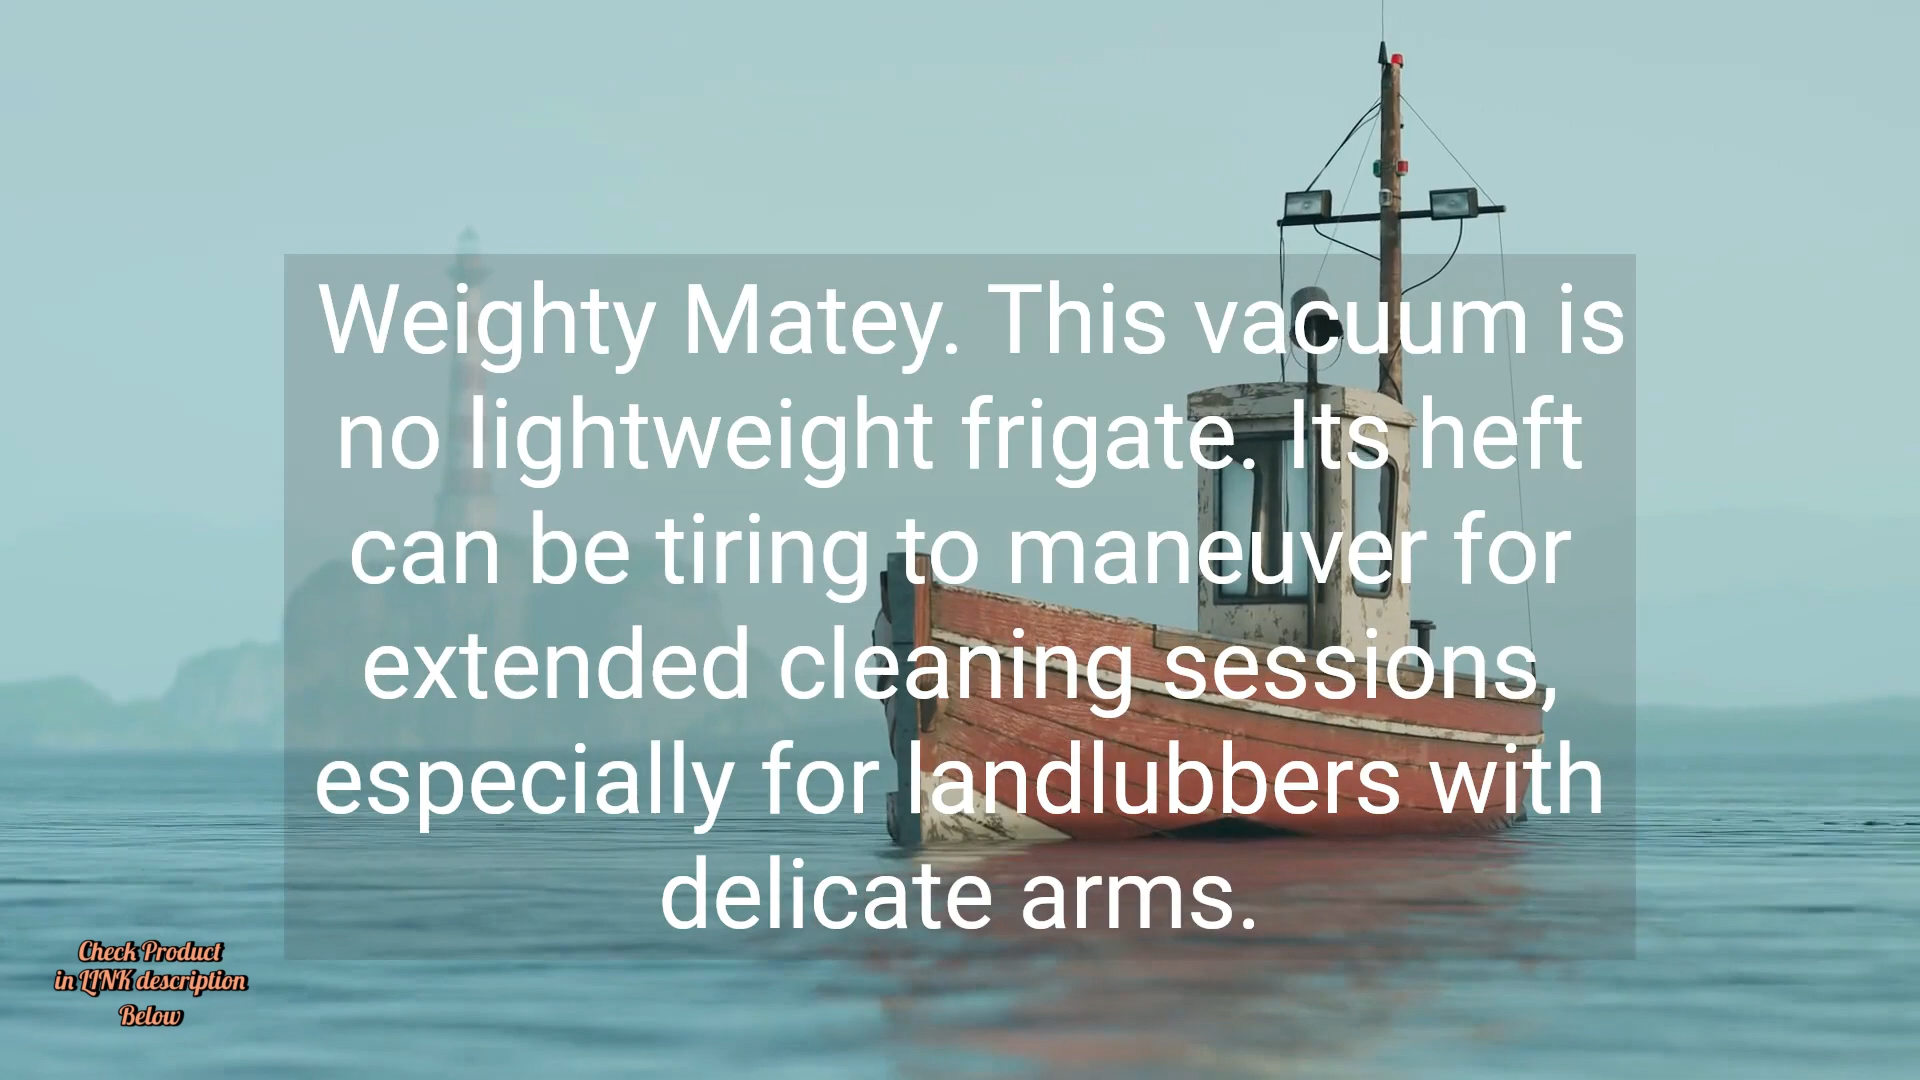 Weighty Matey. This vacuum is
no lightweight frigate. Its heft
can be tiring to maneuver for
extended cleaning sessions,
especially for landlubbers with
delicate arms.
Check Product
in LINK description
Below